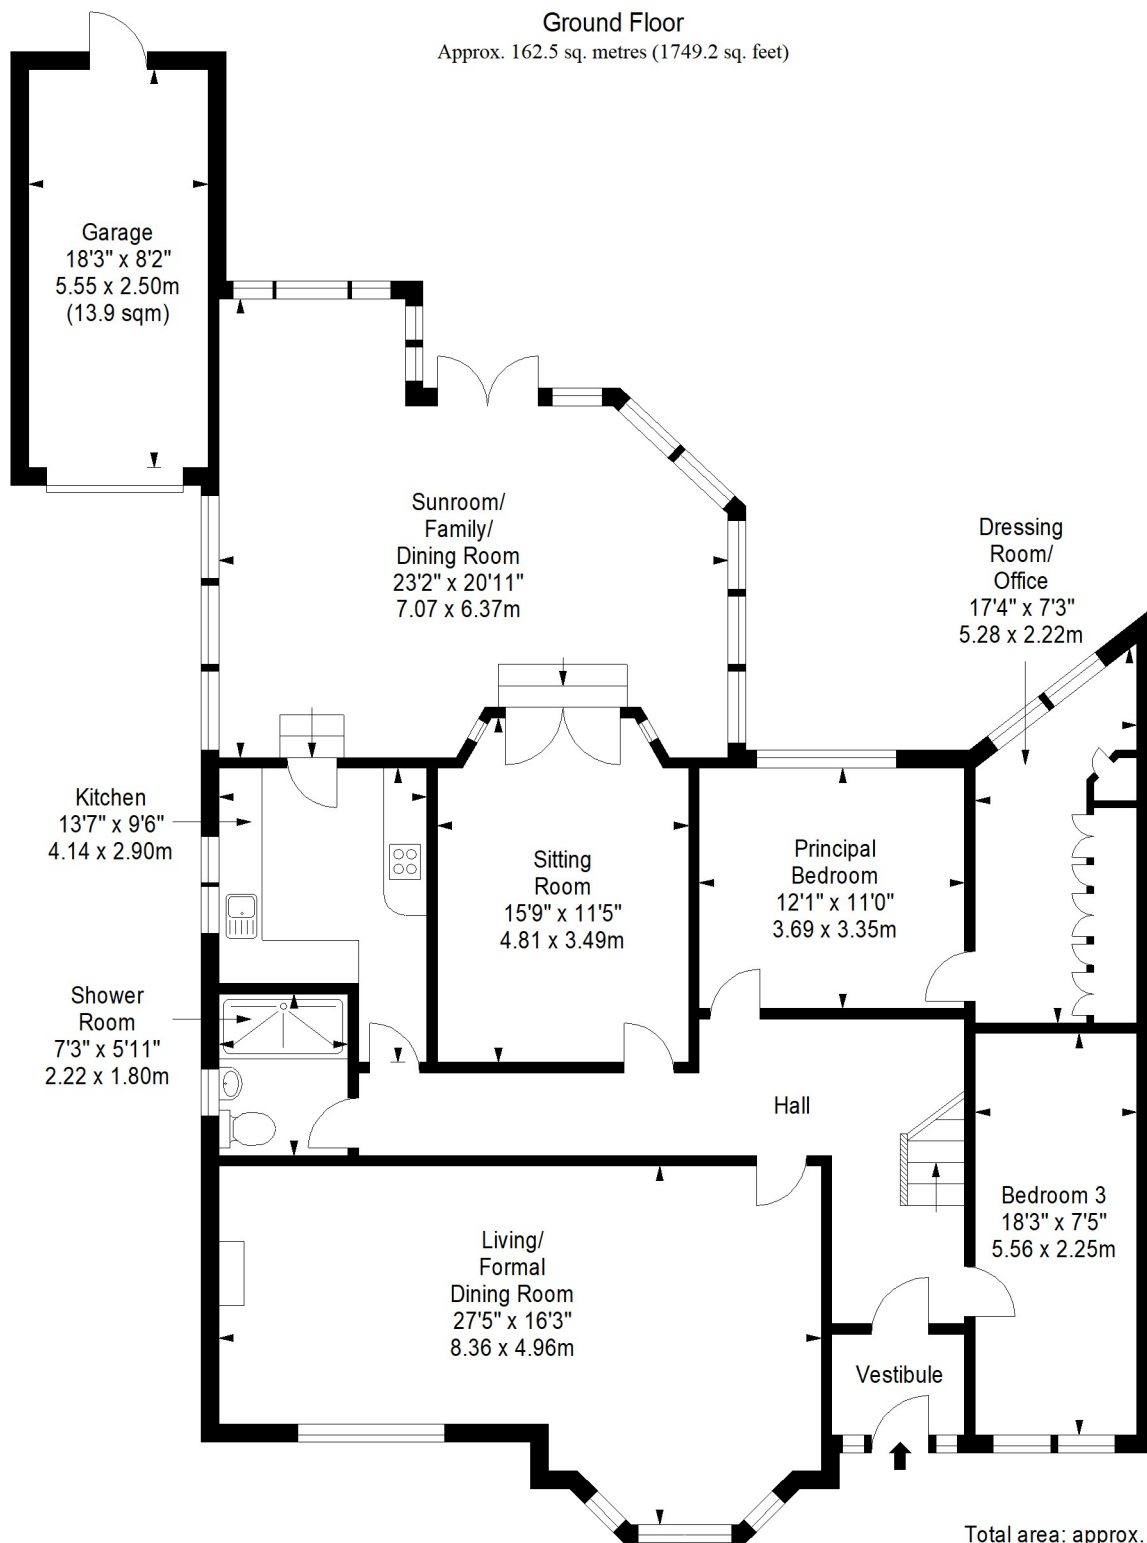 Ground Floor
Approx. 162.5 sq. metres (1749.2 sq. feet)
Garage
18'3" x 8'2"
5.55 x 2.50m
(13.9 sqm)
Sunroom/
Family/
Dining Room
23'2" x 20'11"
7.07 x 6.37m
Dressing
Room/
Office
17'4" x 7'3"
5.28 x 2.22m
Kitchen
13'7" x 9'6"
4.14 x 2.90m
Sitting
Room
15'9" x 11'5"
4.81 x 3.49m
Principal
Bedroom
12'1" x 11'0"
3.69 x 3.35m
Shower
Room
7'3" x 5'11"
2.22 x 1.80m
Hall
Bedroom 3
18'3" x 7'5"
5.56 x 2.25m
Living/
Formal
Dining Room
27'5" x 16'3"
8.36 x 4.96m
Vestibule
Total area: approx.